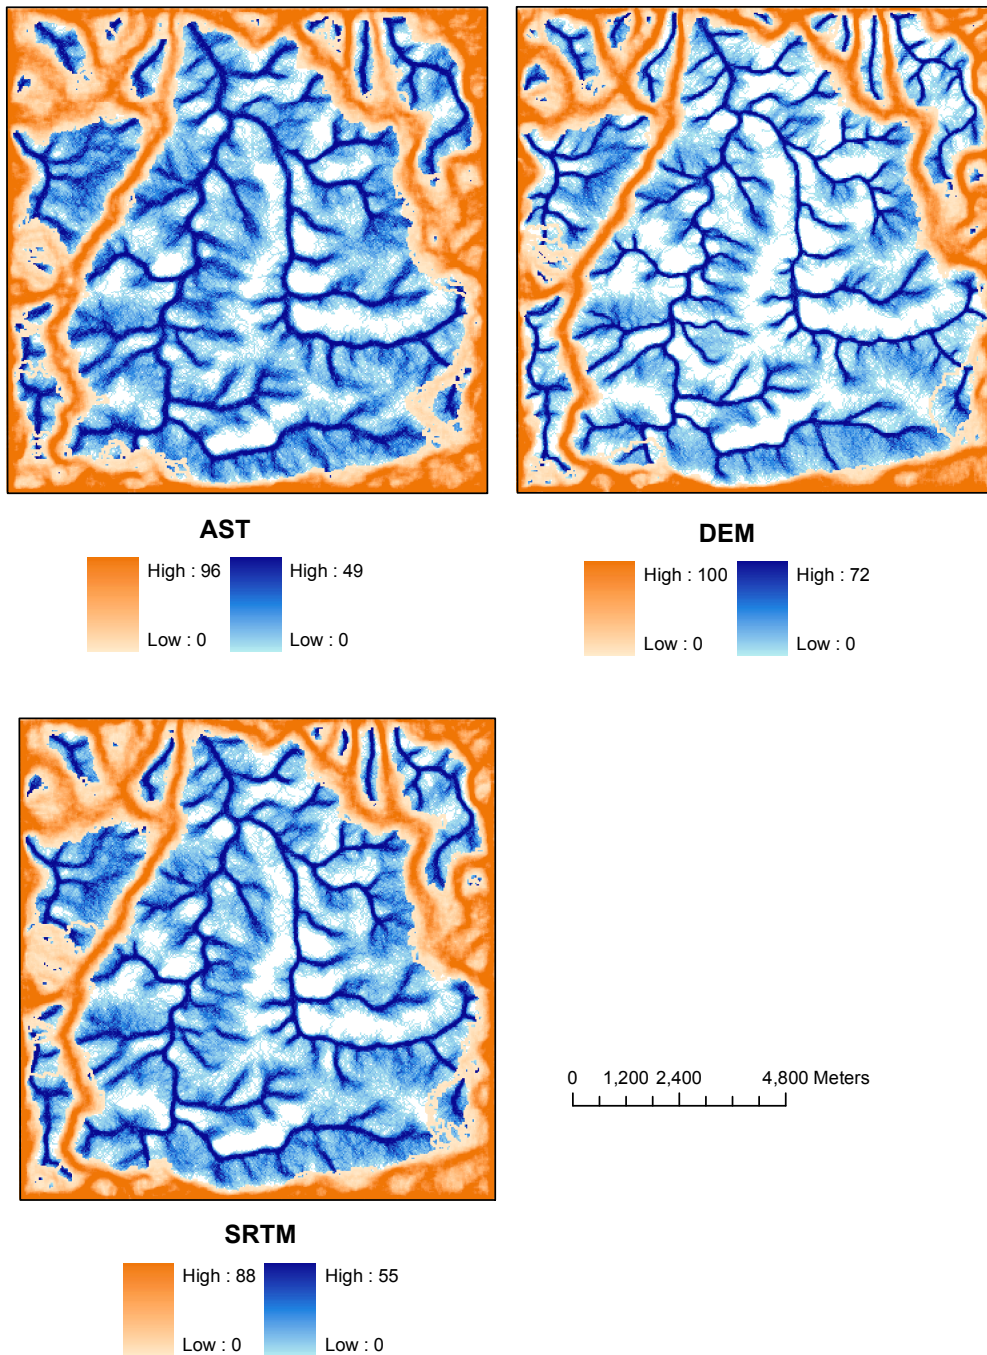 AST
High : 96
High : 49
Low : 0
Low : 0
DEM
High : 100
High : 72
Low : 0
Low : 0
SRTM
High : 88
High : 55
Low : 0
Low : 0
0 1,200 2,400 4,800 Meters